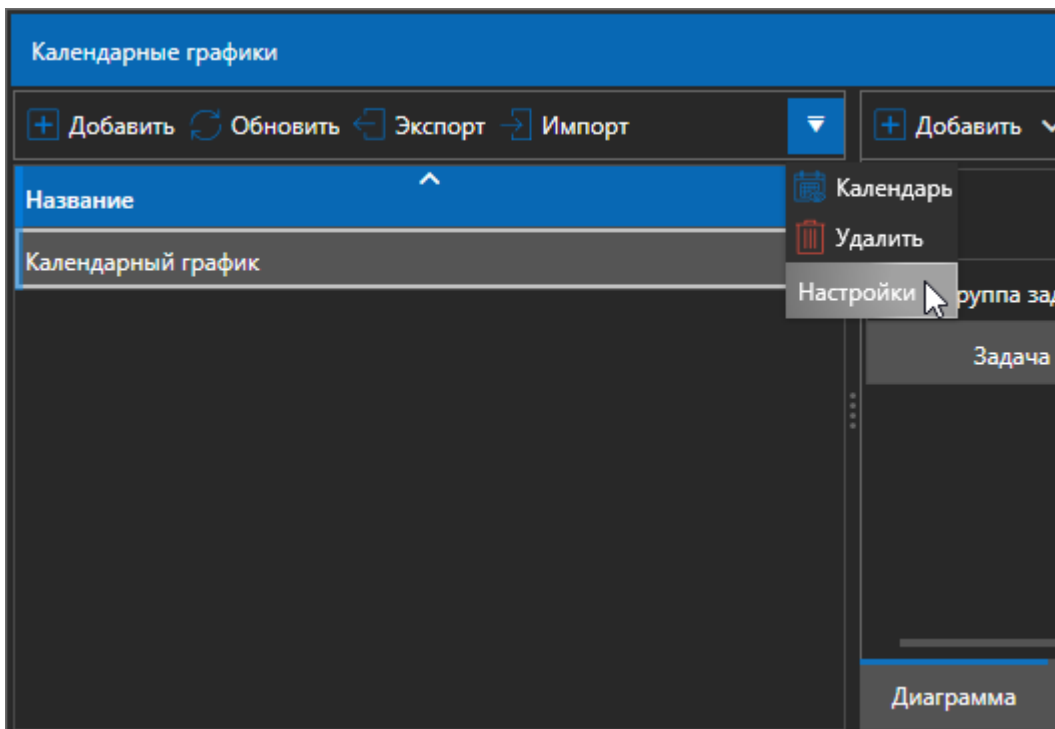 Календарные графики
Добавить Обновить Экспорт Импорт
Добавить
Название
Календарь
Удалить
Календарный график
Настройки
Задача
Диаграмма